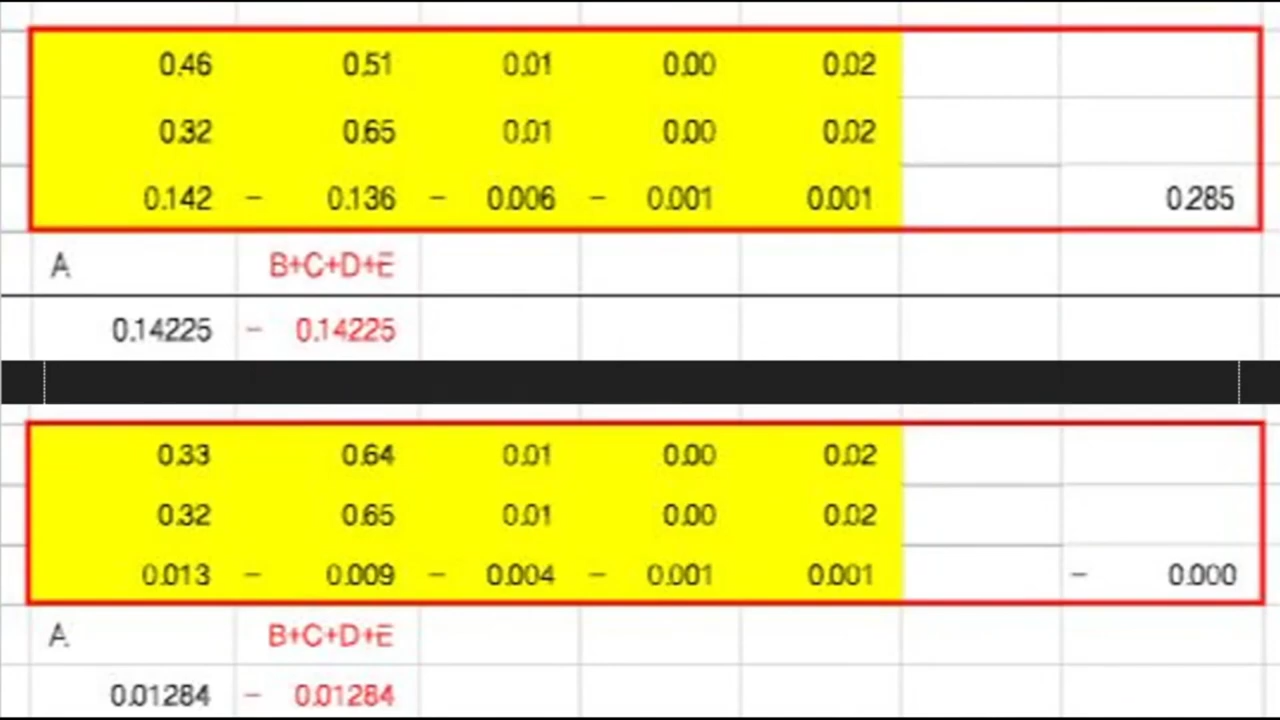 0.46 0.51 0.01 0.00 0.02
0.32 0.65 0.01 0.00 0.02
0.142 - 0.136 - 0.006 - 0.001 0.001 0.285
A B+C+D+E
0.14225 - 0.14225
0.33 0.64 0.01 0.00 0.02
0.32 0.65 0.01 0.00 0.02
0.013 - 0.009 - 0.004 - 0.001 0.001 - 0.000
A B+C+D+E
0.01284 - 0.01284